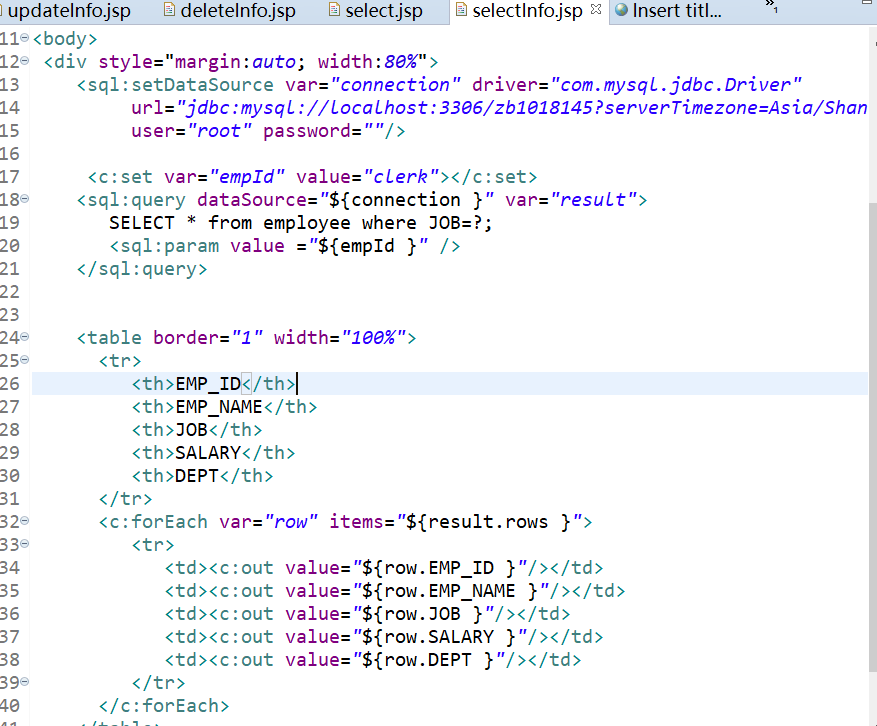 updateInfo.jsp deleteInfo.jsp select.jsp selectInfo.jsp Insert titl... »1
11 <body>
12 <div style="margin:auto; width:80%">
13 <sql:setDataSource var="connection" driver="com.mysql.jdbc.Driver"
14 url="jdbc:mysql://localhost:3306/zb1018145?serverTimezone=Asia/Shan
15 user="root" password=""/>
16
17 <c:set var="empId" value="clerk"></c:set>
18 <sql:query dataSource="${connection }" var="result">
19 SELECT * from employee where JOB=?;
20 <sql:param value ="${empId }" />
21 </sql:query>
22
23
24 <table border="1" width="100%">
25 <tr>
26 <th>EMP_ID</th>
27 <th>EMP_NAME</th>
28 <th>JOB</th>
29 <th>SALARY</th>
30 <th>DEPT</th>
31 </tr>
32 <c:forEach var="row" items="${result.rows }">
33 <tr>
34 <td><c:out value="${row.EMP_ID }"/></td>
35 <td><c:out value="${row.EMP_NAME }"/></td>
36 <td><c:out value="${row.JOB }"/></td>
37 <td><c:out value="${row.SALARY }"/></td>
38 <td><c:out value="${row.DEPT }"/></td>
39 </tr>
40 </c:forEach>